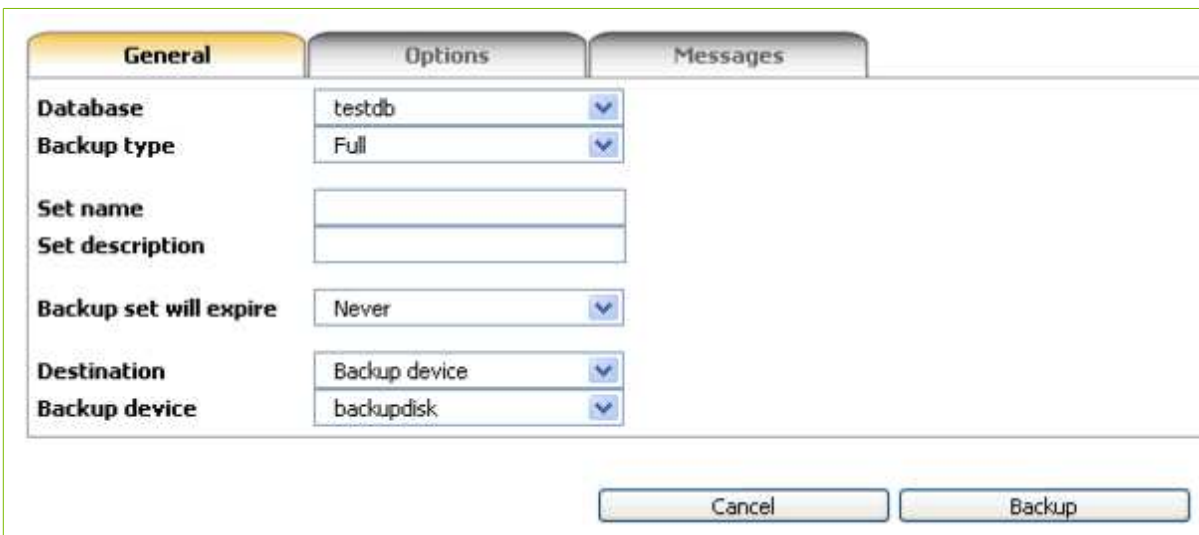 General Options Messages
Database testdb
Backup type Full
Set name
Set description
Backup set will expire Never
Destination Backup device
Backup device backupdisk
Cancel Backup